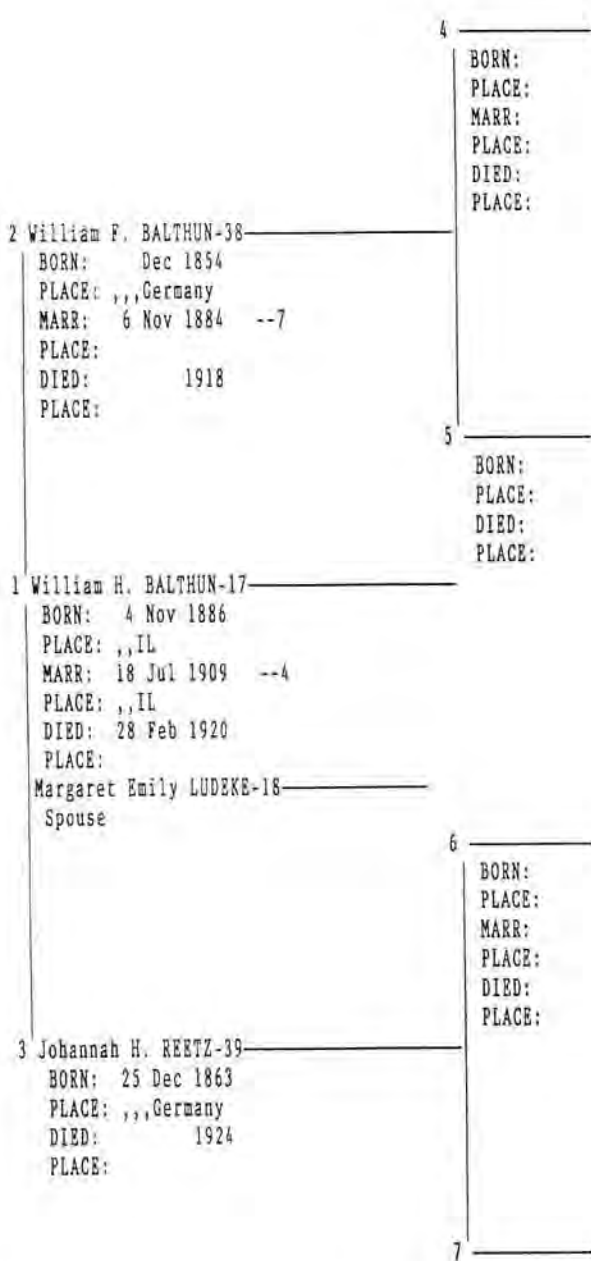 4
BORN:
PLACE:
MARR:
PLACE:
DIED:
PLACE:
2 William F. BALTHUN-38
BORN: Dec 1854
PLACE: ,,,Germany
MARR: 6 Nov 1884 --7
PLACE:
DIED: 1918
PLACE:
5
BORN:
PLACE:
DIED:
PLACE:
1 William H. BALTHUN-17
BORN: 4 Nov 1886
PLACE: ,,IL
MARR: 18 Jul 1909 --4
PLACE: ,,IL
DIED: 28 Feb 1920
PLACE:
Margaret Emily LUDEKE-18
Spouse
6
BORN:
PLACE:
MARR:
PLACE:
DIED:
PLACE:
3 Johannah H. REETZ-39
BORN: 25 Dec 1863
PLACE: ,,,Germany
DIED: 1924
PLACE:
7